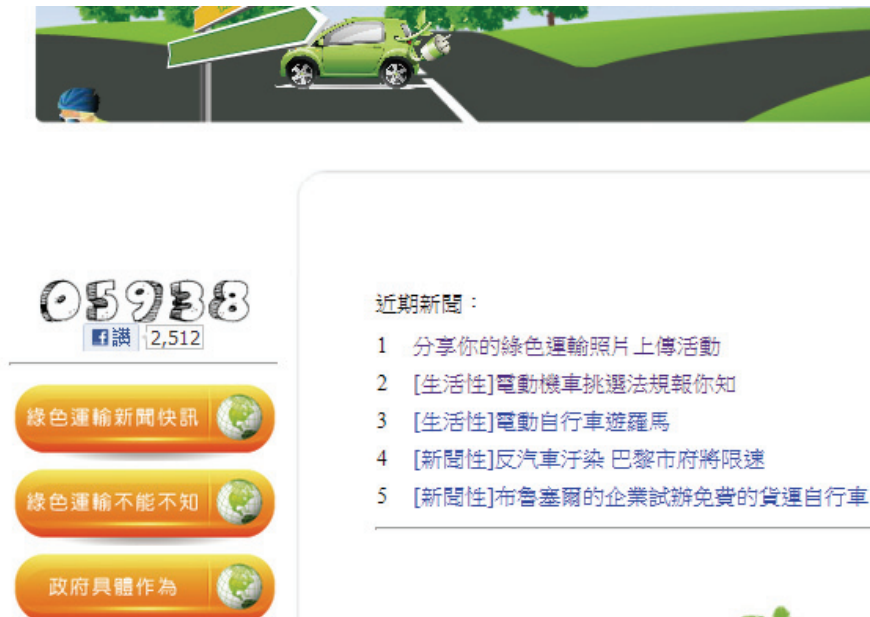 05938
讚 2,512
綠色運輸新聞快訊
綠色運輸不能不知
政府具體作為
近期新聞：
1 分享你的綠色運輸照片上傳活動
2 [生活性]電動機車挑選法規報你知
3 [生活性]電動自行車遊羅馬
4 [新聞性]反汽車汙染 巴黎市府將限速
5 [新聞性]布魯塞爾的企業試辦免費的貨運自行車